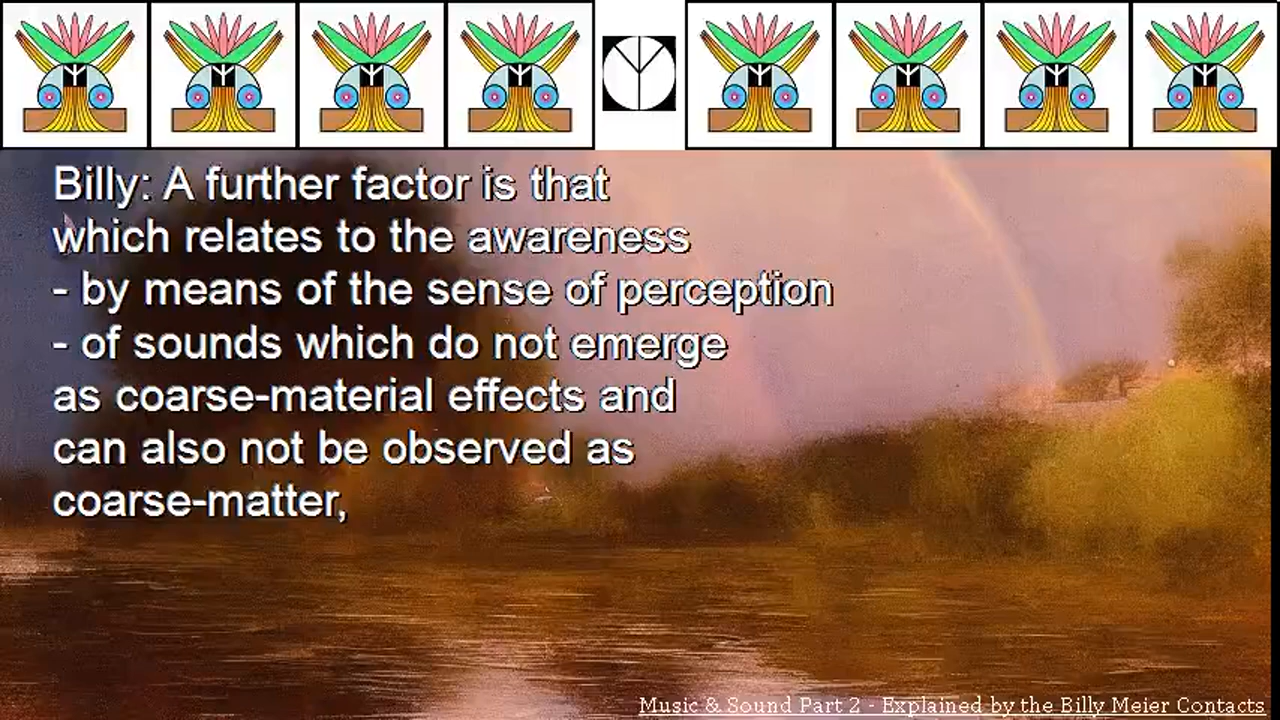 Billy: A further factor is that
which relates to the awareness
- by means of the sense of perception
- of sounds which do not emerge
as coarse-material effects and
can also not be observed as
coarse-matter,
Music & Sound Part 2 - Explained by the Billy Meier Contacts